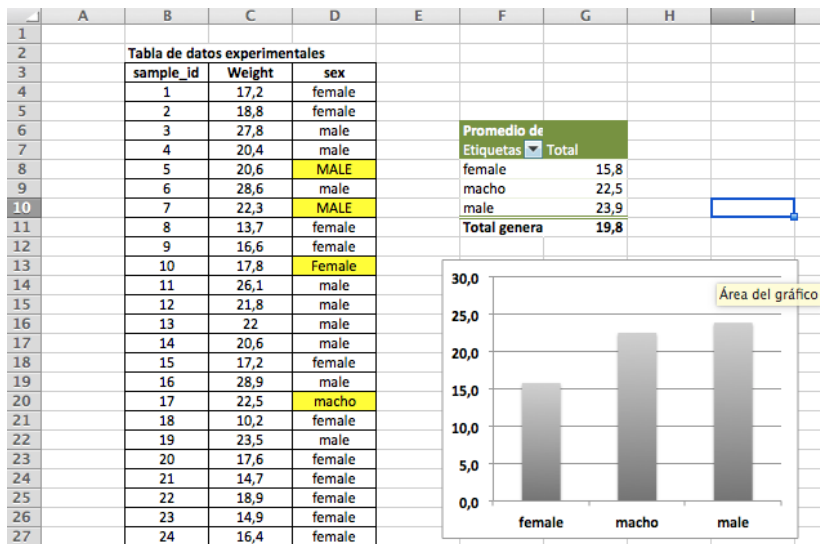 A B C D E F G H I
1
2 Tabla de datos experimentales
3 sample_id Weight sex
4 1 17,2 female
5 2 18,8 female
6 3 27,8 male Promedio de
7 4 20,4 male Etiquetas Total
8 5 20,6 MALE female 15,8
9 6 28,6 male macho 22,5
10 7 22,3 MALE male 23,9
11 8 13,7 female Total genera 19,8
12 9 16,6 female
13 10 17,8 Female
14 11 26,1 male
15 12 21,8 male
16 13 22 male
17 14 20,6 male
18 15 17,2 female
19 16 28,9 male
20 17 22,5 macho
21 18 10,2 female
22 19 23,5 male
23 20 17,6 female
24 21 14,7 female
25 22 18,9 female
26 23 14,9 female
27 24 16,4 female
30,0
Área del gráfico
25,0
20,0
15,0
10,0
5,0
0,0
female macho male